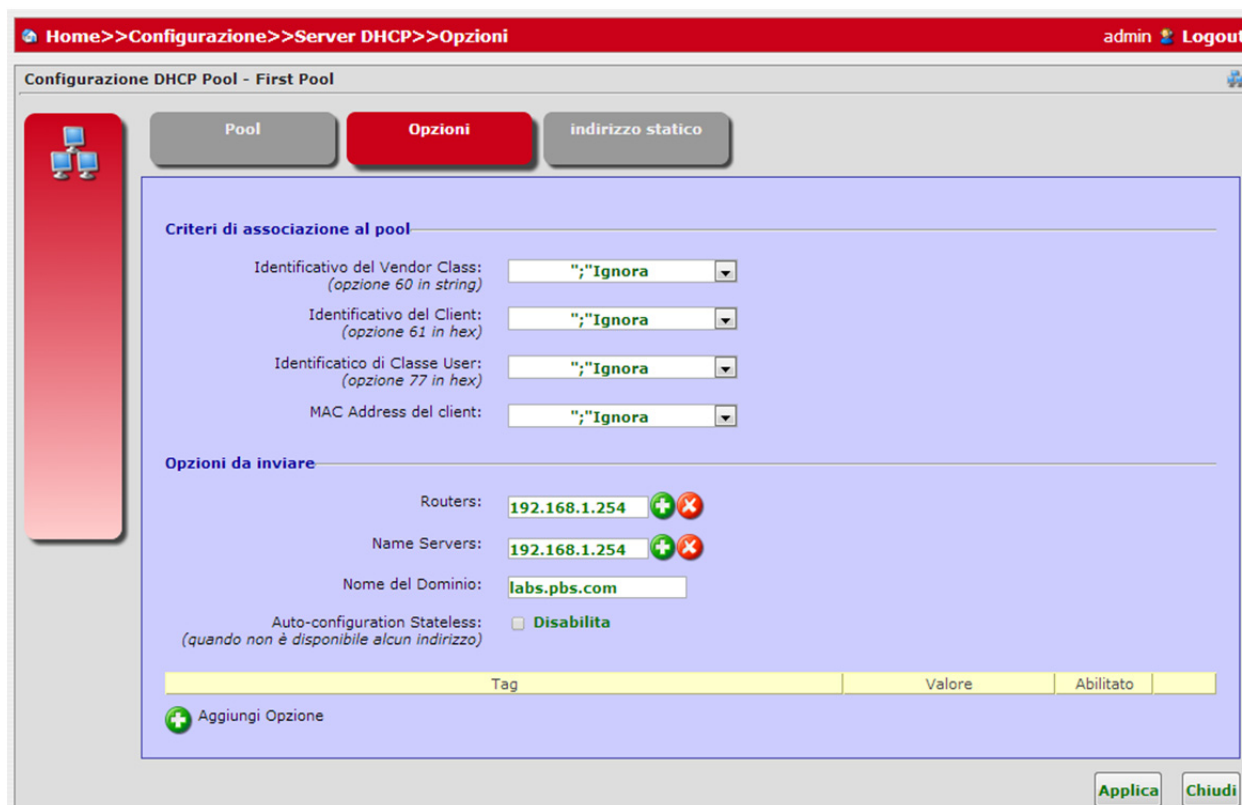 Home>>Configurazione>>Server DHCP>>Opzioni admin Logout
Configurazione DHCP Pool - First Pool
Pool Opzioni indirizzo statico
Criteri di associazione al pool
Identificativo del Vendor Class: ";"Ignora
(opzione 60 in string)
Identificativo del Client: ";"Ignora
(opzione 61 in hex)
Identificatico di Classe User: ";"Ignora
(opzione 77 in hex)
MAC Address del client: ";"Ignora
Opzioni da inviare
Routers: 192.168.1.254
Name Servers: 192.168.1.254
Nome del Dominio: labs.pbs.com
Auto-configuration Stateless: Disabilita
(quando non è disponibile alcun indirizzo)
Tag Valore Abilitato
Aggiungi Opzione
Applica Chiudi